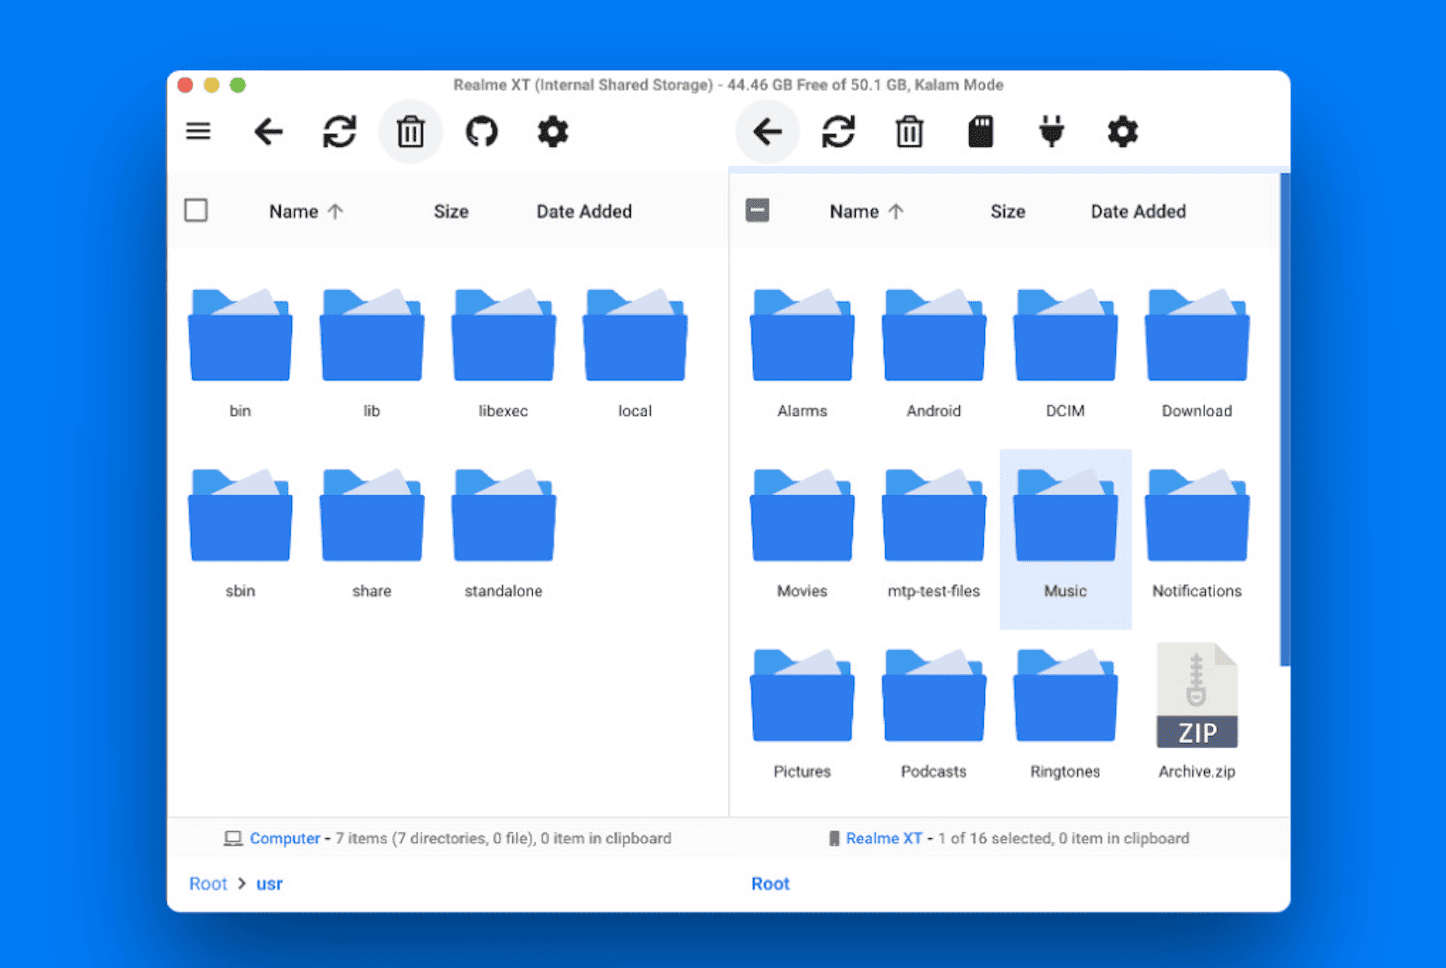 Realme XT (Internal Shared Storage) - 44.46 GB Free of 50.1 GB, Kalam Mode
Name Size Date Added
Name Size Date Added
bin lib libexec local
Alarms Android DCIM Download
sbin share standalone
Movies mtp-test-files Music Notifications
ZIP
Pictures Podcasts Ringtones Archive.zip
Computer - 7 items (7 directories, 0 file), 0 item in clipboard
Realme XT - 1 of 16 selected, 0 item in clipboard
Root > usr
Root